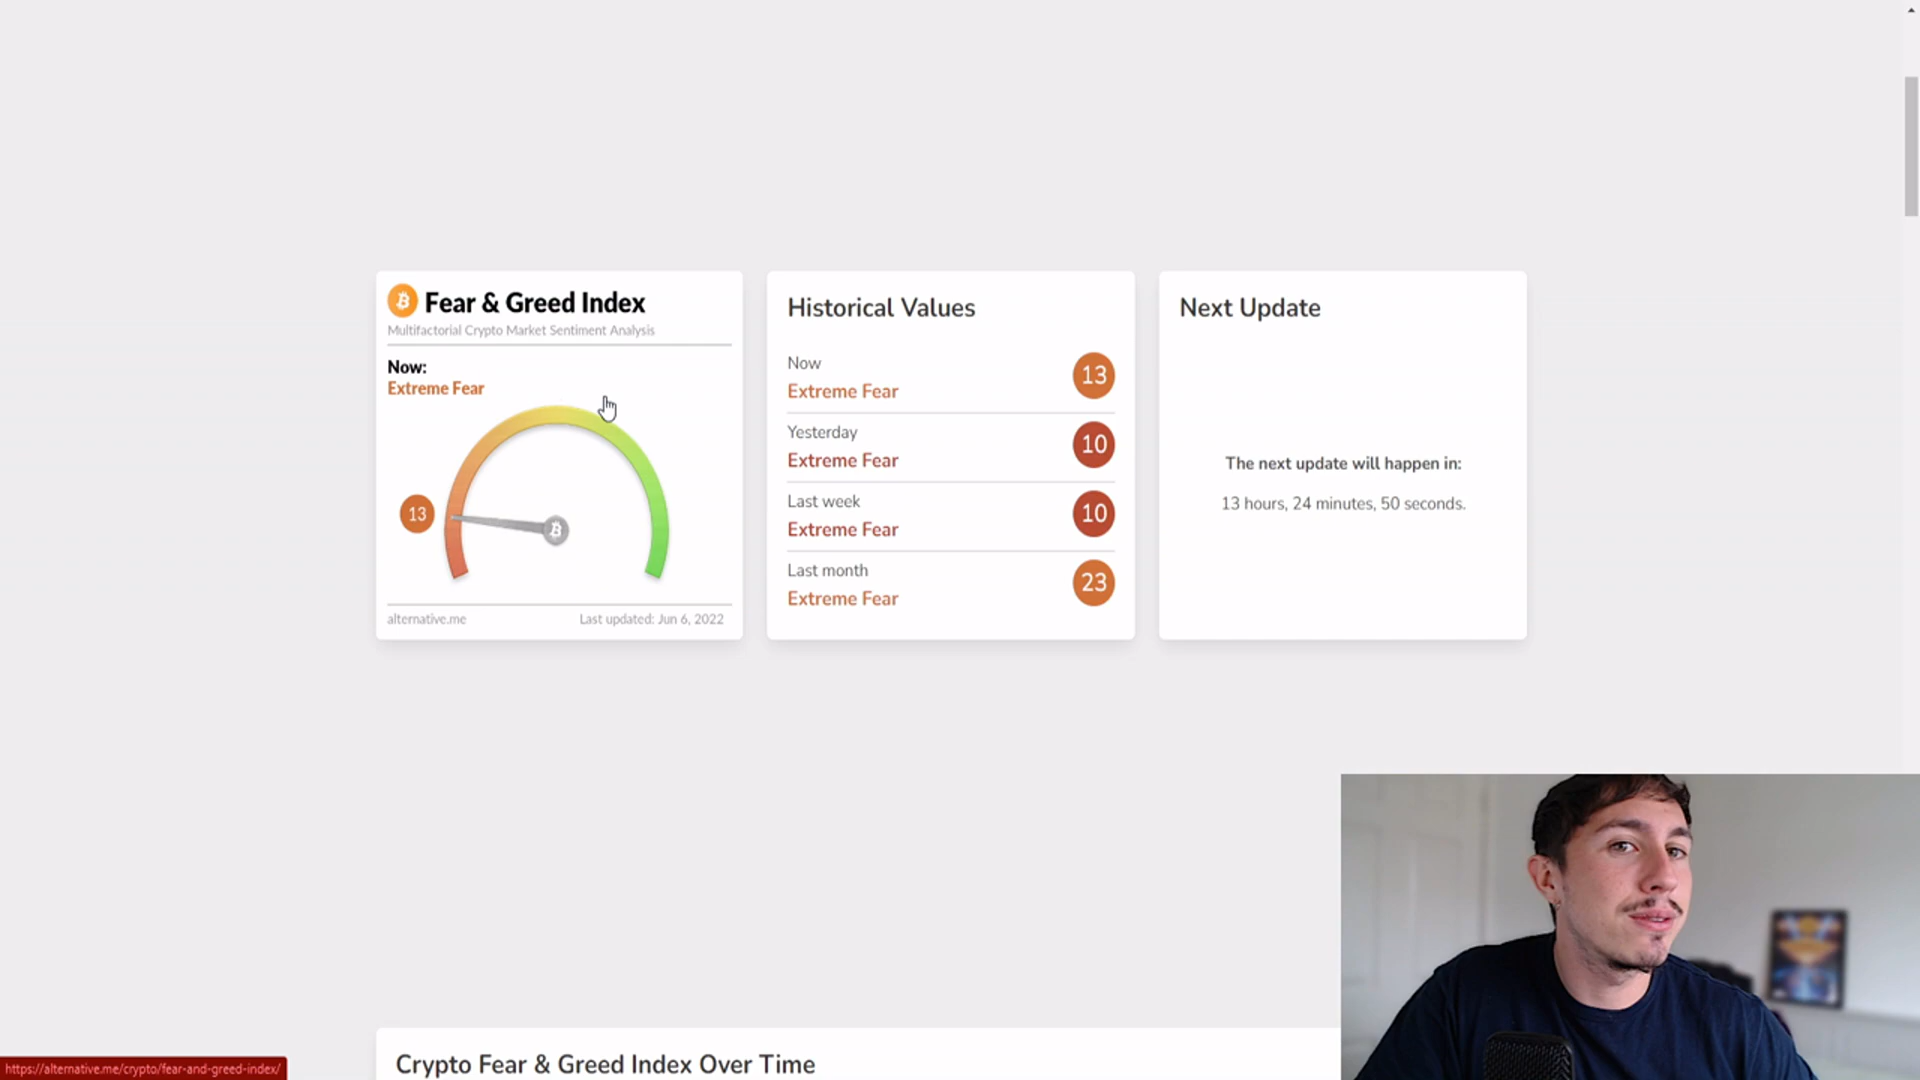 Fear & Greed Index
Multifactorial Crypto Market Sentiment Analysis
Now:
Extreme Fear
13
alternative.me
Last updated: Jun 6, 2022
Historical Values
Now
Extreme Fear
13
Yesterday
Extreme Fear
10
Last week
Extreme Fear
10
Last month
Extreme Fear
23
Next Update
The next update will happen in:
13 hours, 24 minutes, 50 seconds.
Crypto Fear & Greed Index Over Time
https://alternative.me/crypto/fear-and-greed-index/